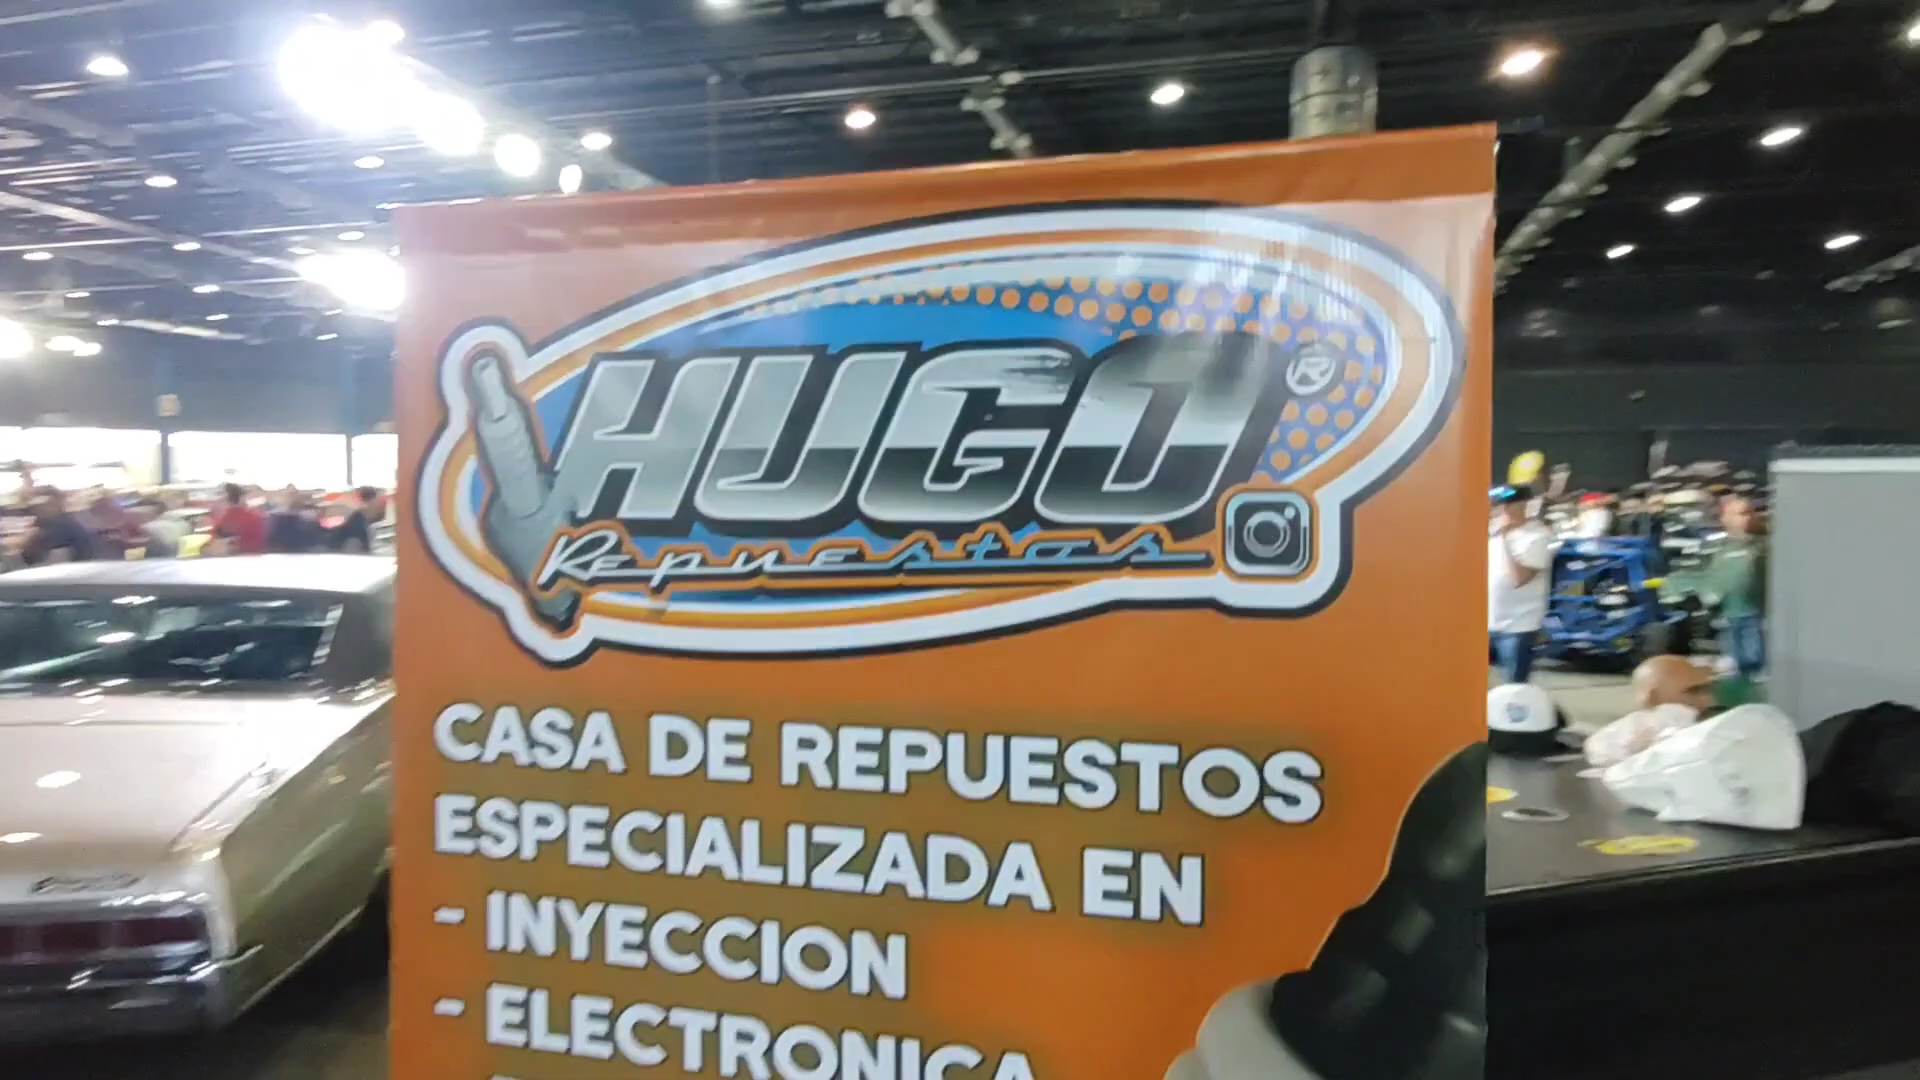 HUGO ®
Repuestos
CASA DE REPUESTOS
ESPECIALIZADA EN
- INYECCION
- ELECTRONICA